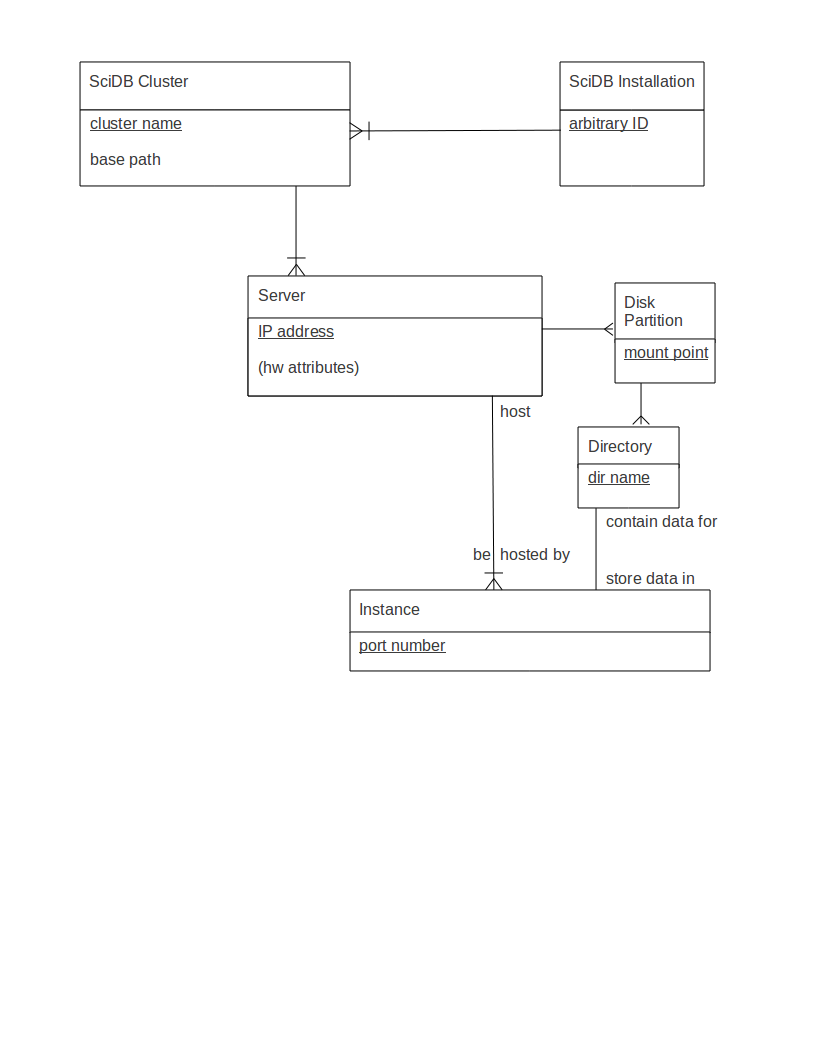 SciDB Cluster
cluster name
base path
SciDB Installation
arbitrary ID
Server
IP address
(hw attributes)
Disk
Partition
mount point
host
Directory
dir name
contain data for
be hosted by
store data in
Instance
port number